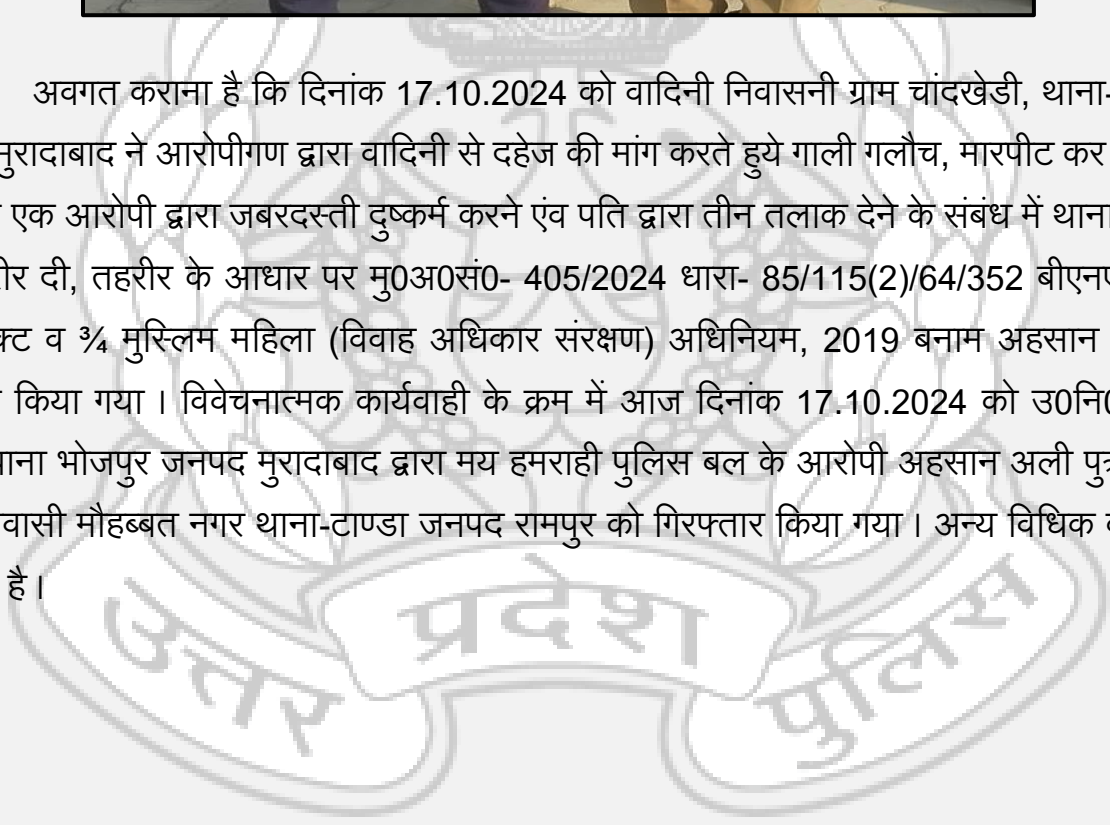 अवगत कराना है कि दिनांक 17.10.2024 को वादिनी निवासनी ग्राम चांदखेडी, थाना-
मुरादाबाद ने आरोपीगण द्वारा वादिनी से दहेज की मांग करते हुये गाली गलौच, मारपीट कर
एक आरोपी द्वारा जबरदस्ती दुष्कर्म करने एंव पति द्वारा तीन तलाक देने के संबंध में थाना
दी, तहरीर के आधार पर मु0अ0सं0- 405/2024 धारा- 85/115(2)/64/352
व ¾ मुस्लिम महिला (विवाह अधिकार संरक्षण) अधिनियम, 2019 बनाम अहसान
किया गया । विवेचनात्मक कार्यवाही के क्रम में आज दिनांक 17.10.2024 को उ0नि0
थाना भोजपुर जनपद मुरादाबाद द्वारा मय हमराही पुलिस बल के आरोपी अहसान अली पुत्र
वासी मौहब्बत नगर थाना-टाण्डा जनपद रामपुर को गिरफ्तार किया गया । अन्य विधिक
है ।
उत्तर प्रदेश पुलिस